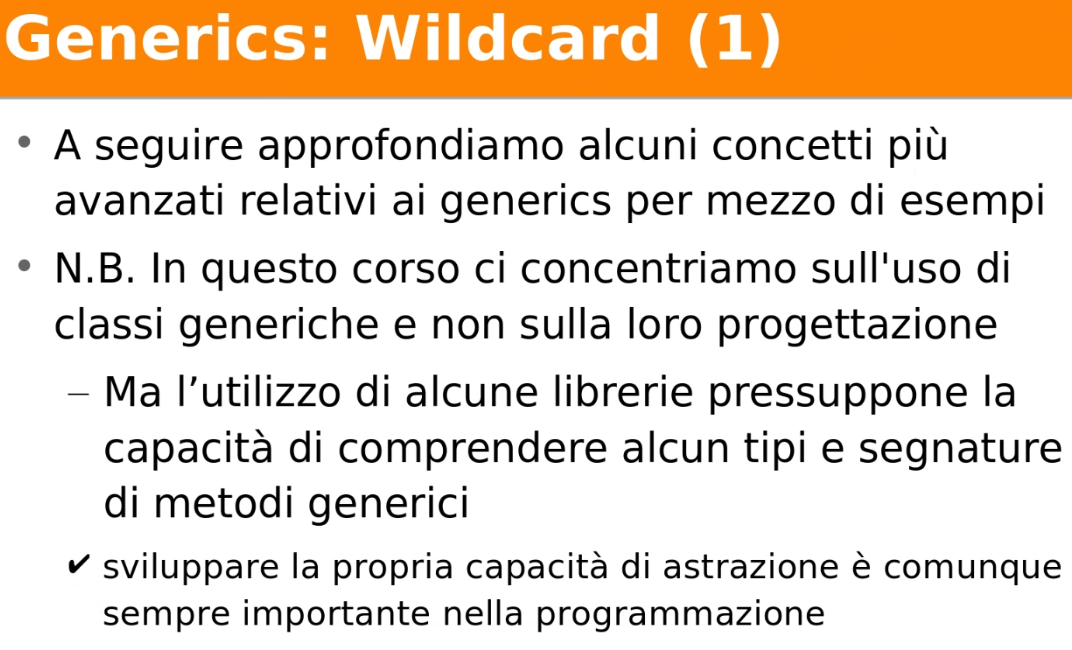 Generics: Wildcard (1)
• A seguire approfondiamo alcuni concetti più
avanzati relativi ai generics per mezzo di esempi
• N.B. In questo corso ci concentriamo sull'uso di
classi generiche e non sulla loro progettazione
– Ma l’utilizzo di alcune librerie pressuppone la
capacità di comprendere alcun tipi e segnature
di metodi generici
✔ sviluppare la propria capacità di astrazione è comunque
sempre importante nella programmazione